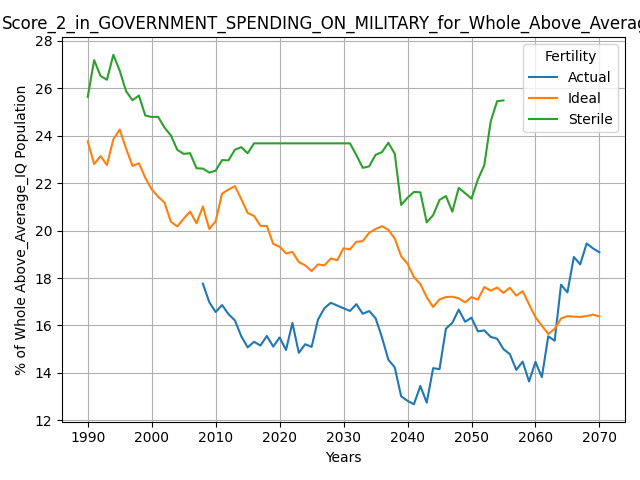 Score_2_in_GOVERNMENT_SPENDING_ON_MILITARY_for_Whole_Above_Averag
28
26
24
22
20
18
16
14
12
% of Whole Above_Average_IQ Population
Fertility
Actual
Ideal
Sterile
1990 2000 2010 2020 2030 2040 2050 2060 2070
Years